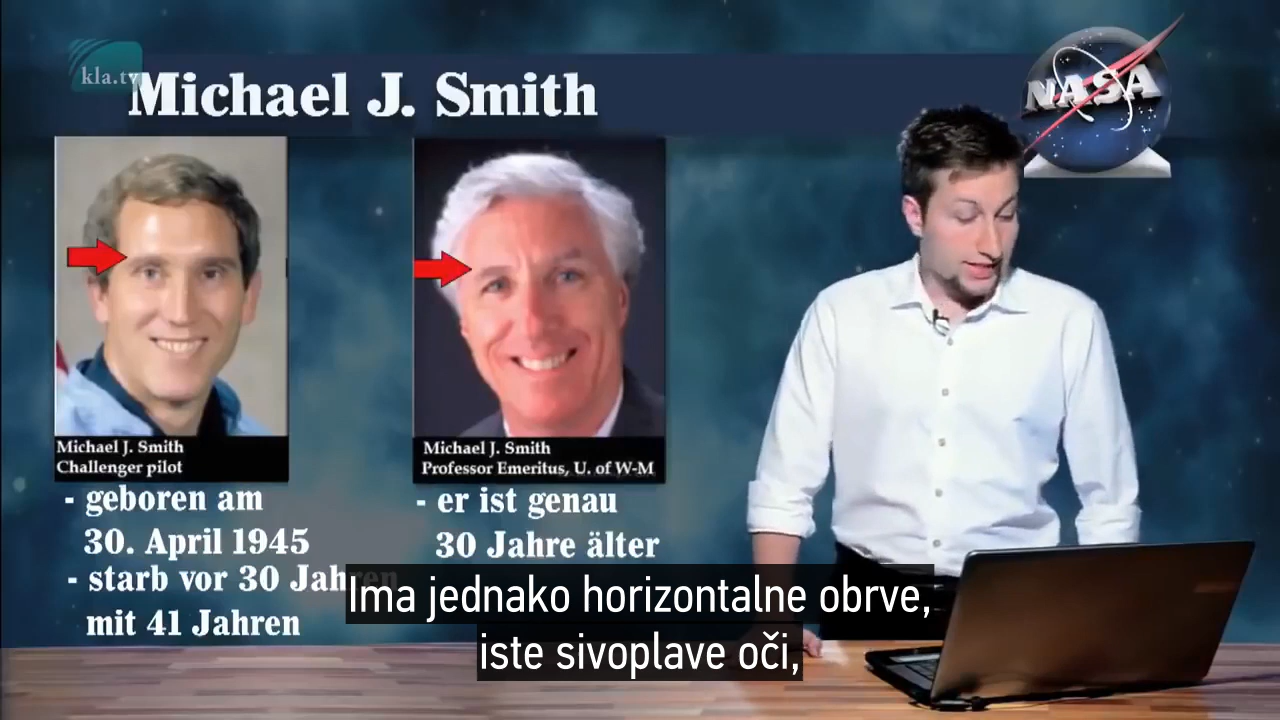 kla.tv
Michael J. Smith
NASA
Michael J. Smith
Challenger pilot
Michael J. Smith
Professor Emeritus, U. of W-M
- geboren am
30. April 1945
- starb vor 30 Jahren
mit 41 Jahren
- er ist genau
30 Jahre älter
Ima jednako horizontalne obrve,
iste sivoplave oči,